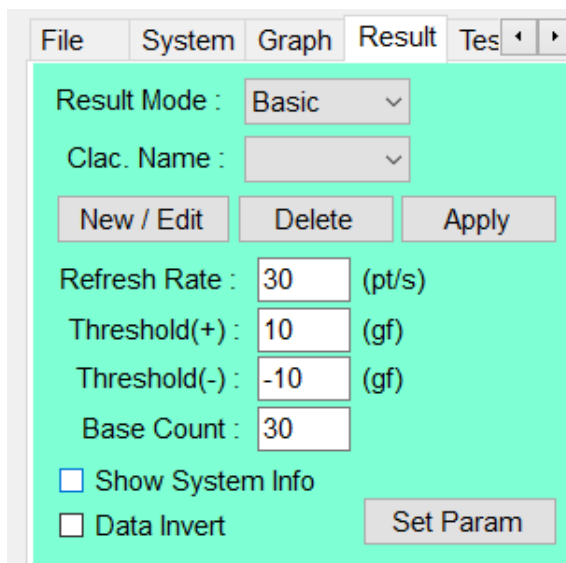 File System Graph Result Tes
Result Mode : Basic
Clac. Name :
New / Edit Delete Apply
Refresh Rate : 30 (pt/s)
Threshold(+) : 10 (gf)
Threshold(-) : -10 (gf)
Base Count : 30
Show System Info
Data Invert Set Param